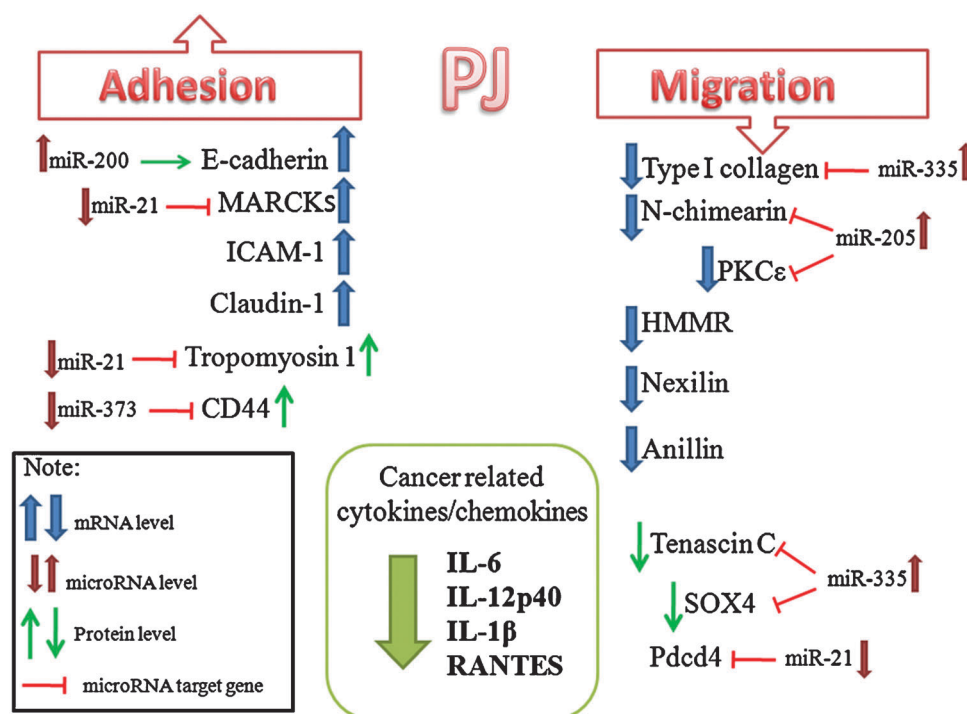 Adhesion
PJ
Migration
miR-200 E-cadherin
miR-21 MARCKs
ICAM-1
Claudin-1
miR-21 Tropomyosin 1
miR-373 CD44
Type I collagen miR-335
N-chimearin
miR-205
PKCε
HMMR
Nexilin
Anillin
Tenascin C
miR-335
SOX4
Pdcd4 miR-21
Note:
mRNA level
microRNA level
Protein level
microRNA target gene
Cancer related
cytokines/chemokines
IL-6
IL-12p40
IL-1β
RANTES